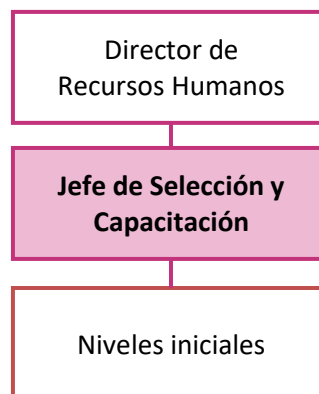 Director de
Recursos Humanos
Jefe de Selección y
Capacitación
Niveles iniciales